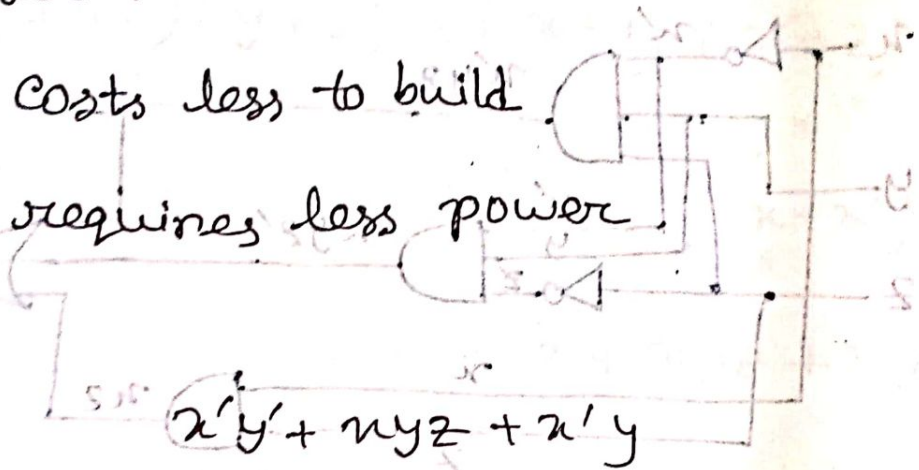 costs less to build
requires less power
x'y' + xyz + x'y